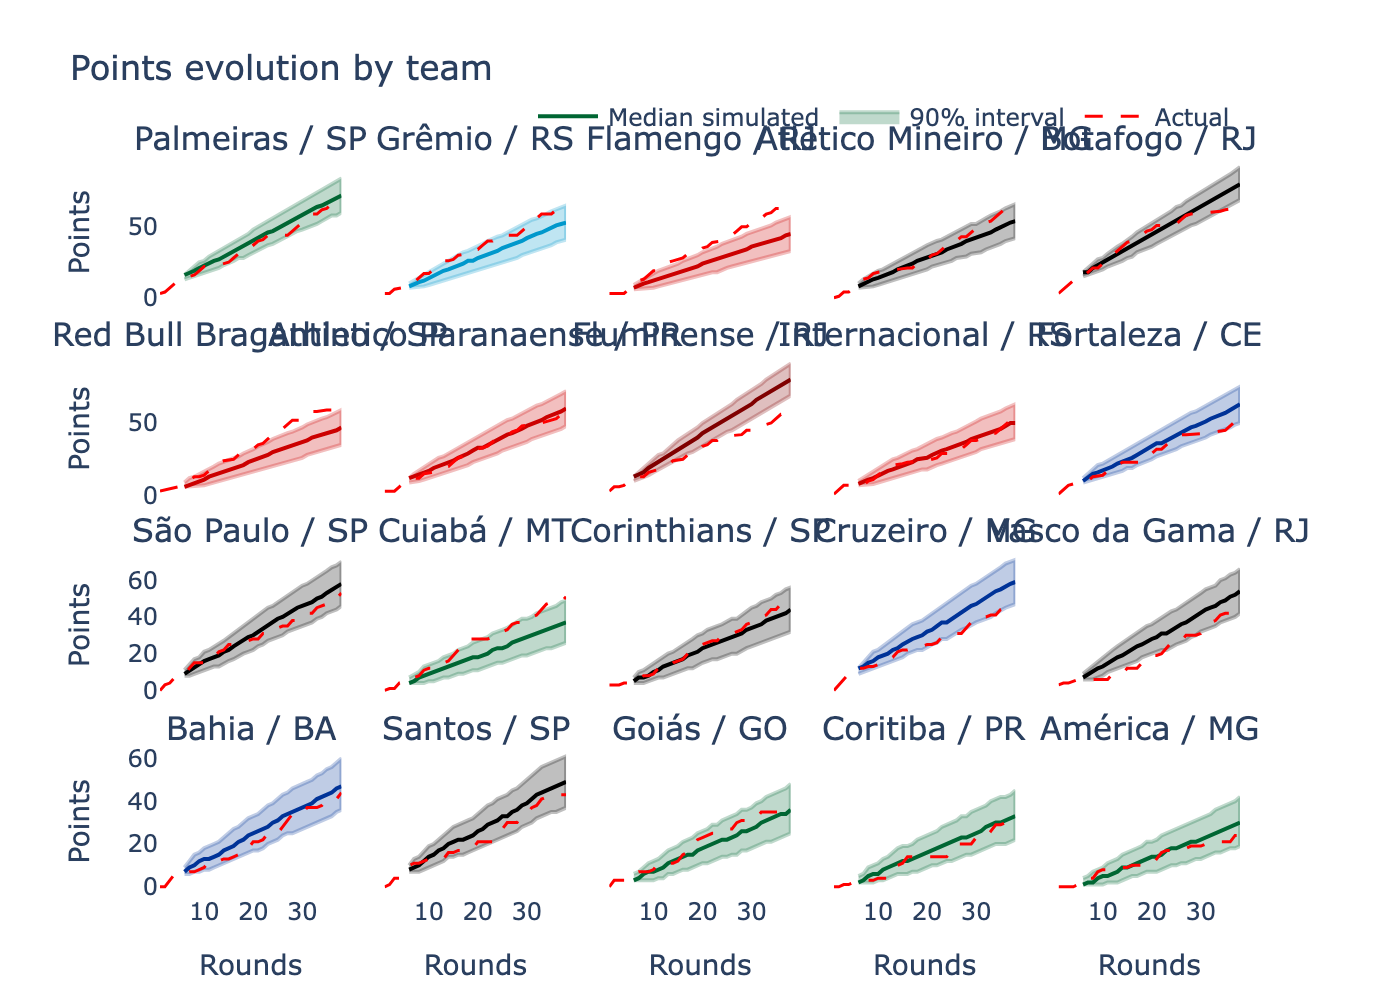 Points evolution by team
Median simulated 90% interval Actual
Palmeiras / SP Grêmio / RS Flamengo / RJ Atlético Mineiro / MG Botafogo / RJ
Points
50
0
Red Bull Bragantino / SP Athletico Paranaense / PR Fluminense / RJ Internacional / RS Fortaleza / CE
Points
50
0
São Paulo / SP Cuiabá / MT Corinthians / SP Cruzeiro / MG Vasco da Gama / RJ
Points
60
40
20
0
Bahia / BA Santos / SP Goiás / GO Coritiba / PR América / MG
Points
60
40
20
0
10 20 30 10 20 30 10 20 30 10 20 30 10 20 30
Rounds Rounds Rounds Rounds Rounds